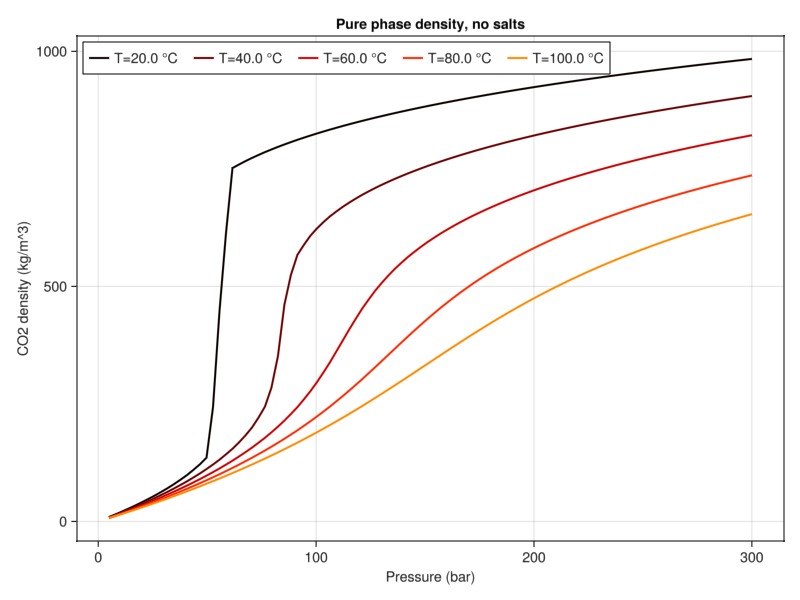 Pure phase density, no salts
T=20.0 °C T=40.0 °C T=60.0 °C T=80.0 °C T=100.0 °C
1000
500
0
CO2 density (kg/m^3)
0 100 200 300
Pressure (bar)